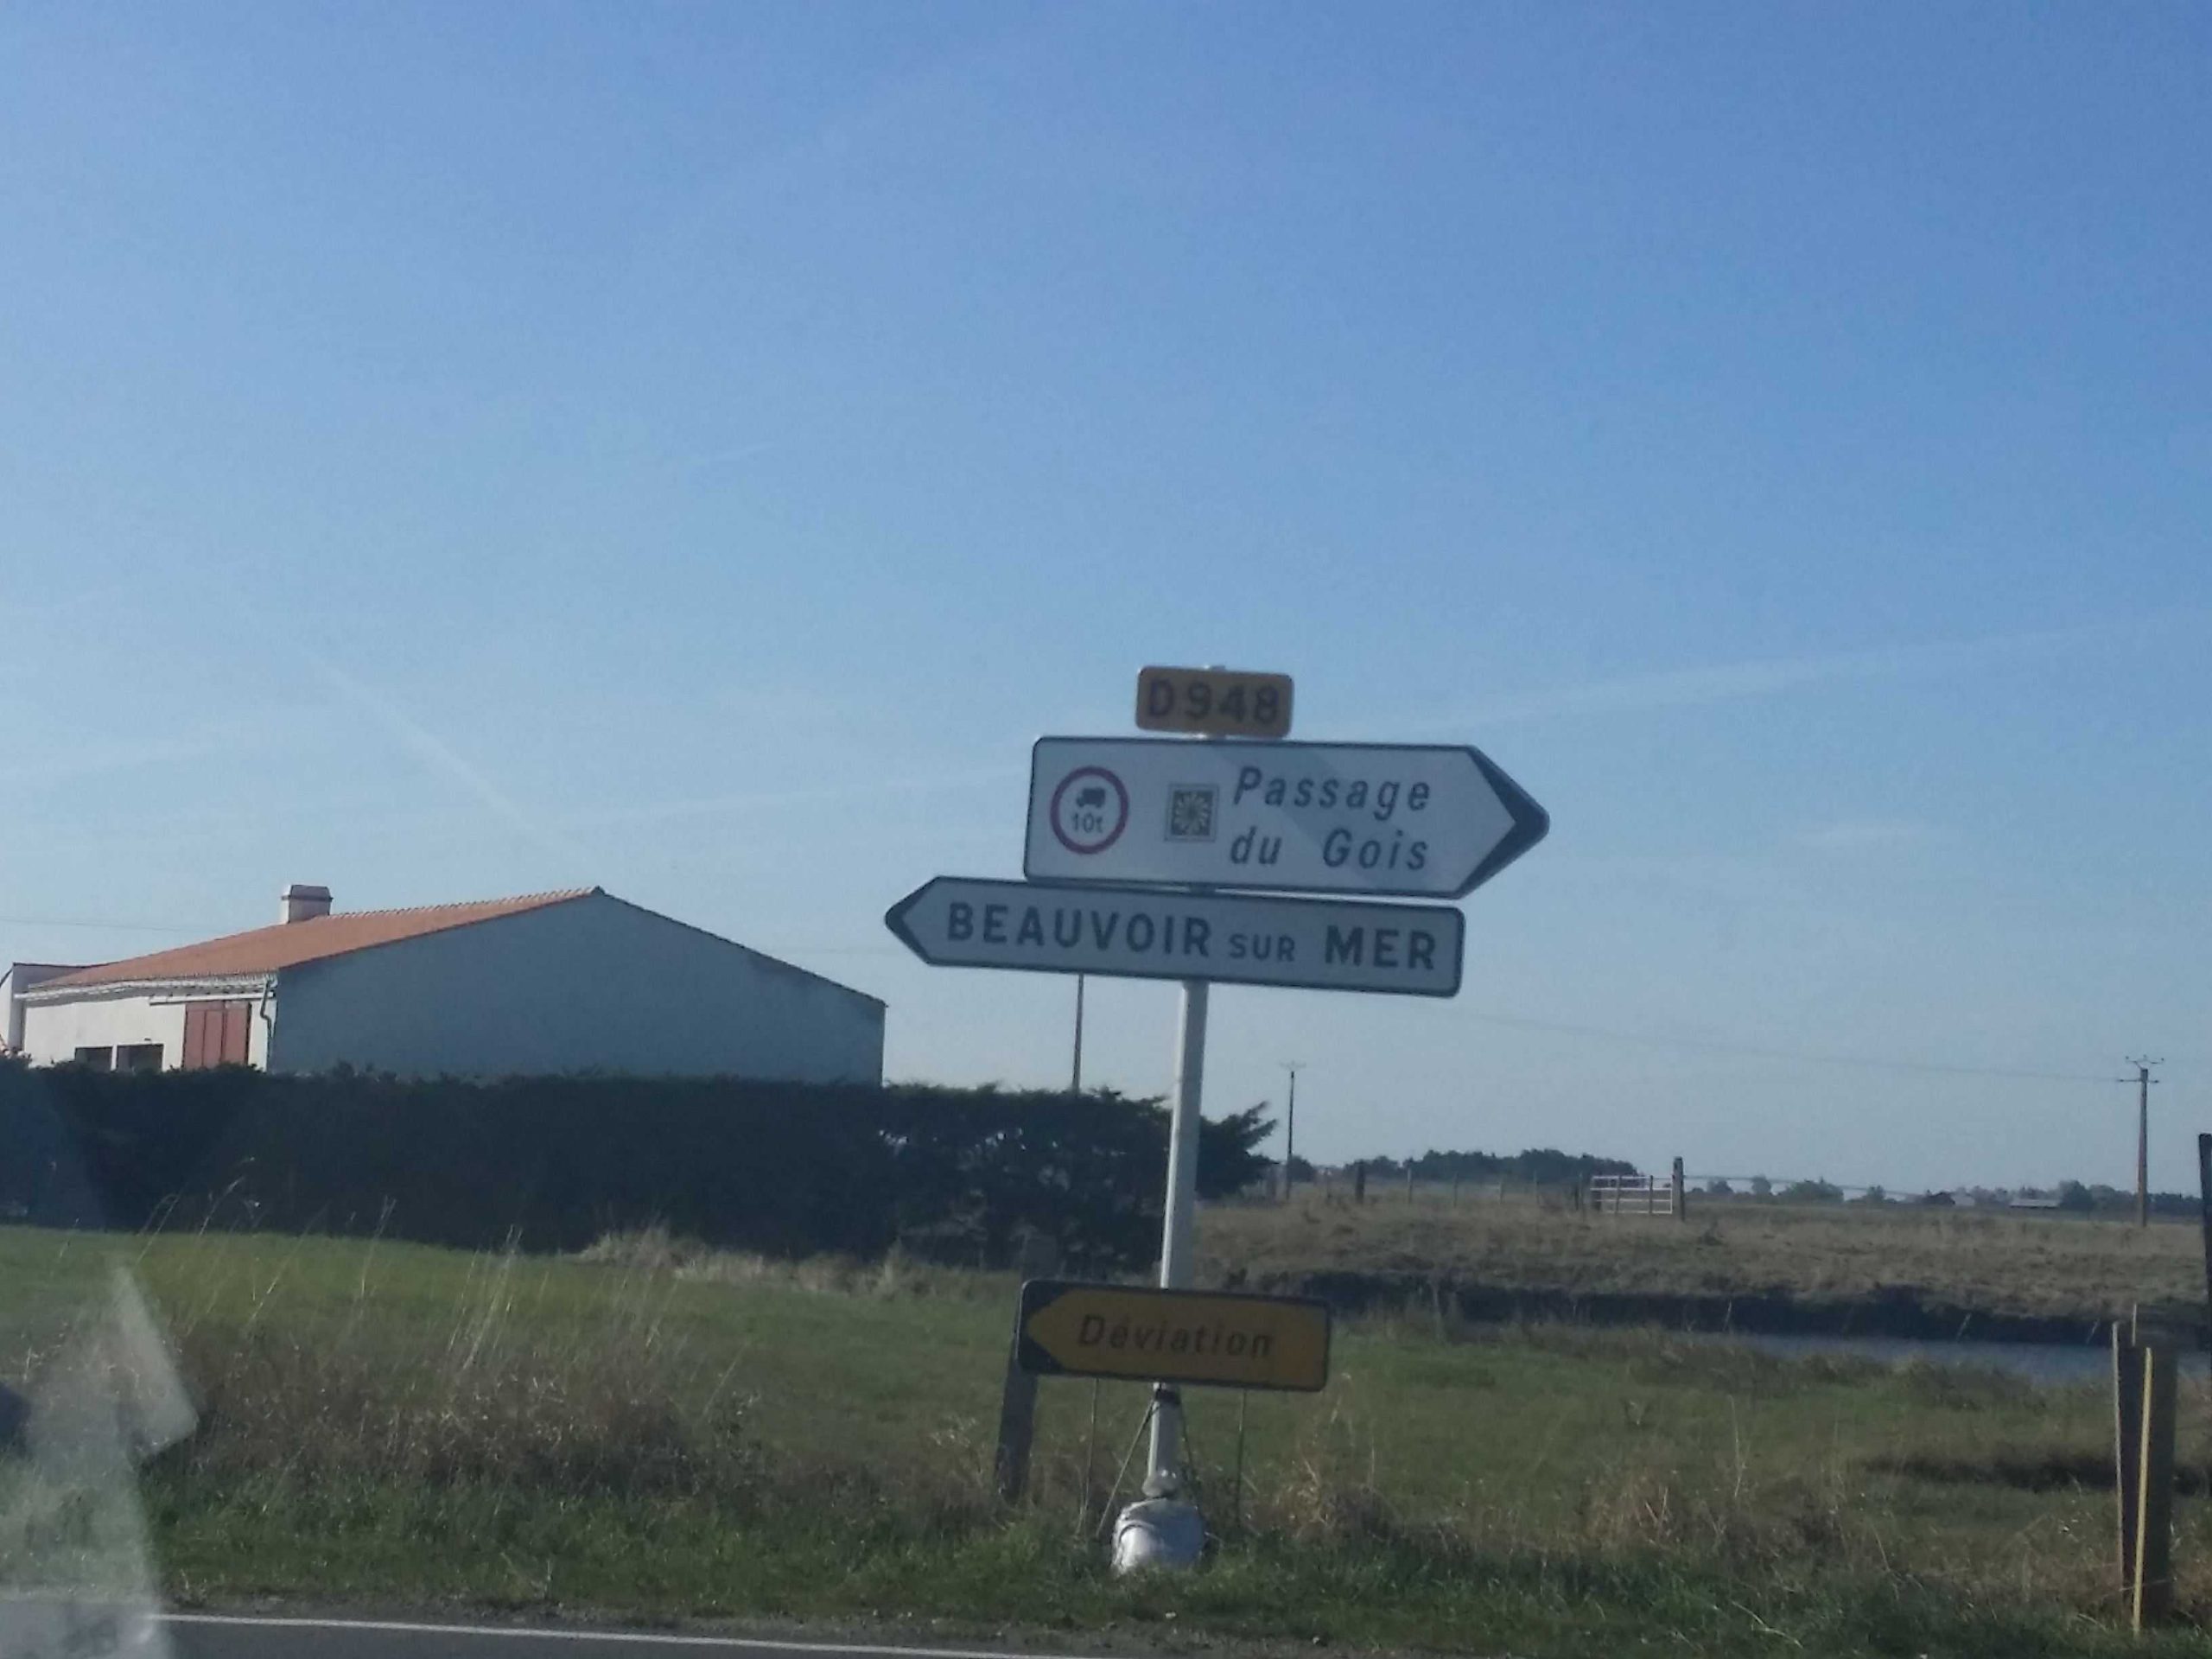 D948
10t
Passage
du Gois
BEAUVOIR SUR MER
Déviation